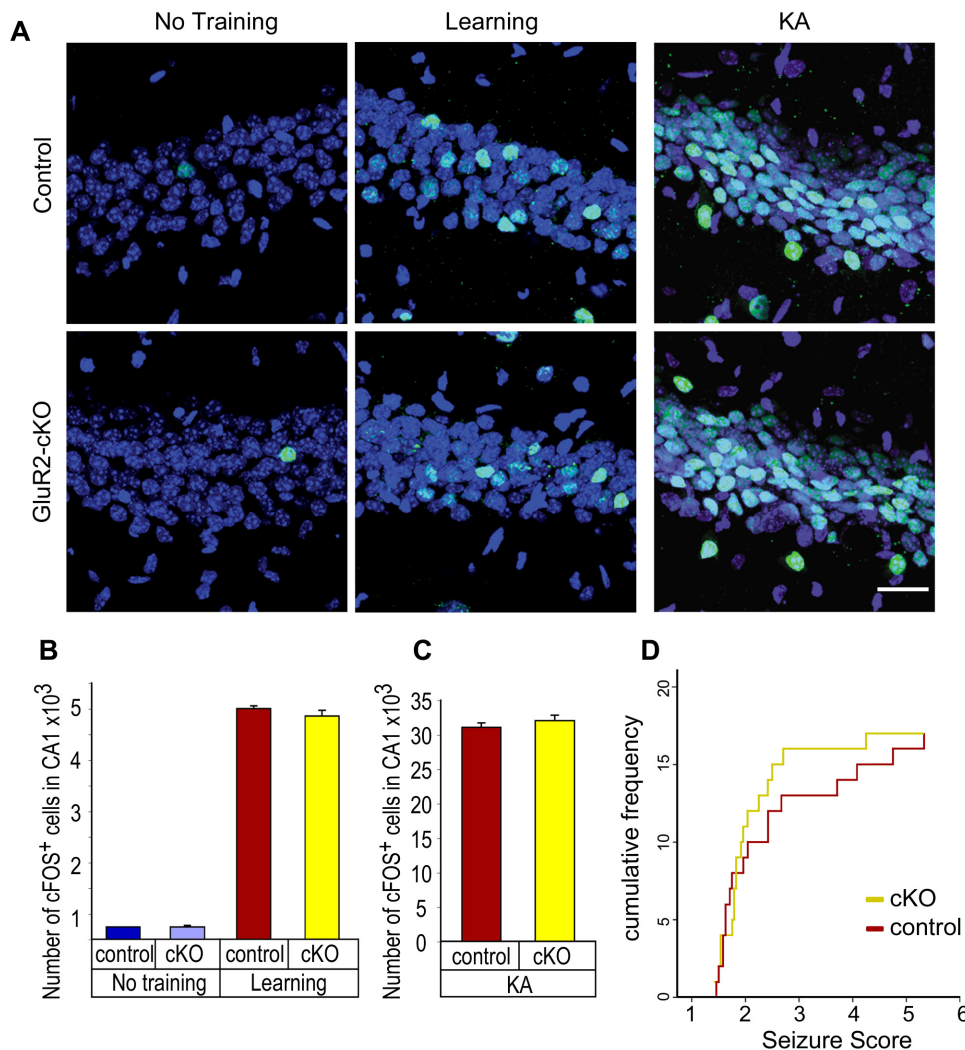 A
No Training
Learning
KA
Control
GluR2-cKO
B
Number of cFOS+ cells in CA1 x10³
5
4
3
2
1
control
cKO
control
cKO
No training
Learning
C
Number of cFOS+ cells in CA1 x10³
35
30
25
20
15
10
5
0
control
cKO
KA
D
cumulative frequency
20
15
10
5
0
cKO
control
1
2
3
4
5
6
Seizure Score